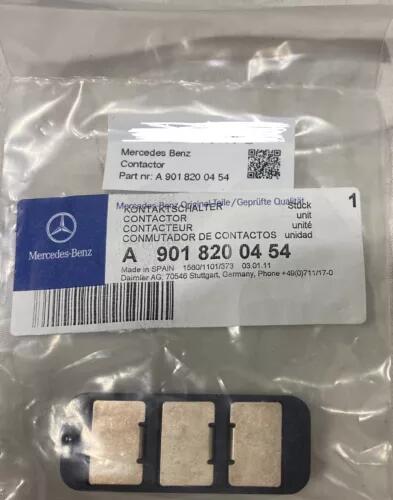 Mercedes Benz
Contactor
Part nr: A 901 820 04 54
Mercedes-Benz Original Teile / Geprüfte Qualität
Mercedes-Benz
KONTAKTSCHALTER Stück 1
CONTACTOR unit
CONTACTEUR unité
CONMUTADOR DE CONTACTOS unidad
A 901 820 04 54
Made in SPAIN 1580/1101/373 03.01.11
Daimler AG, 70546 Stuttgart, Germany, Phone +49(0)711/17-0